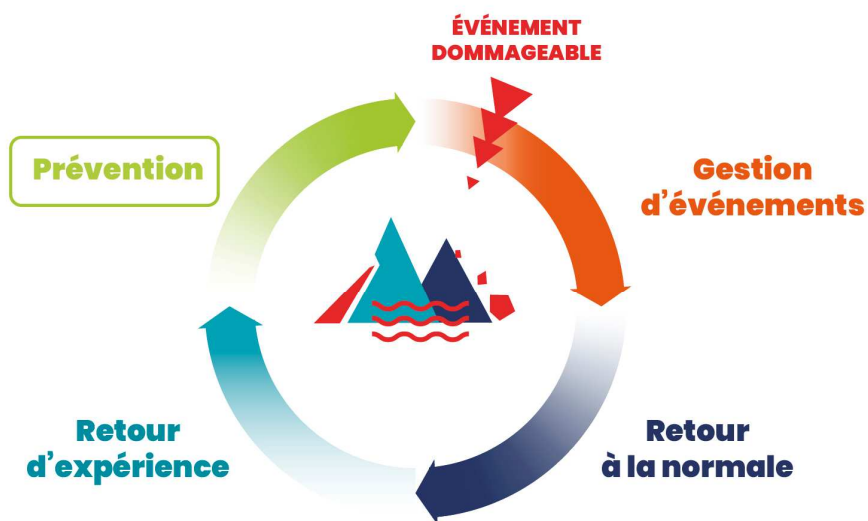 ÉVÉNEMENT
DOMMAGEABLE
Prévention
Gestion
d’événements
Retour
d’expérience
Retour
à la normale